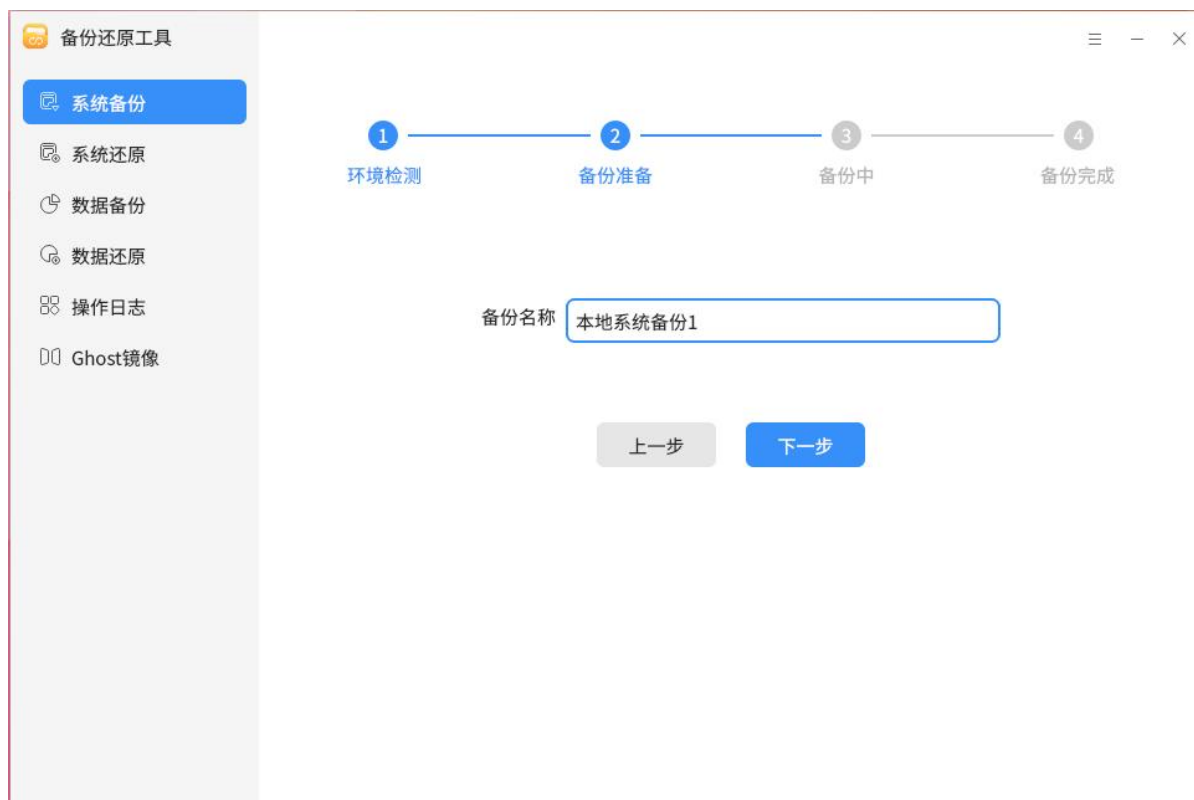 备份还原工具
系统备份
系统还原
数据备份
数据还原
操作日志
Ghost镜像
1
2
3
4
环境检测
备份准备
备份中
备份完成
备份名称
本地系统备份1
上一步
下一步